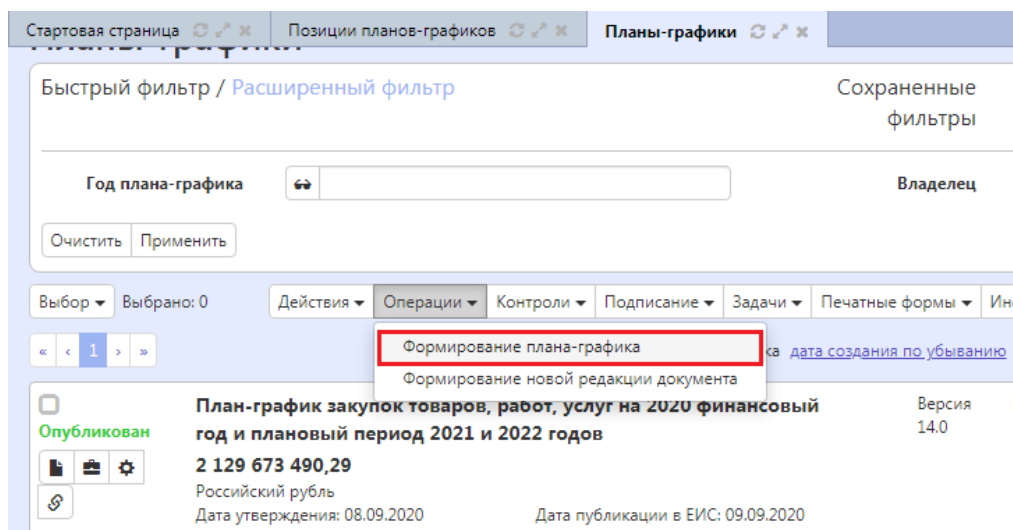 Стартовая страница Позиции планов-графиков Планы-графики
Планы-графики
Быстрый фильтр / Расширенный фильтр Сохраненные
фильтры
Год плана-графика Владелец
Очистить Применить
Выбор Выбрано: 0 Действия Операции Контроли Подписание Задачи Печатные формы
« ‹ 1 › » Формирование плана-графика дата создания по убыванию
Формирование новой редакции документа
План-график закупок товаров, работ, услуг на 2020 финансовый Версия
Опубликован год и плановый период 2021 и 2022 годов 14.0
2 129 673 490,29
Российский рубль
Дата утверждения: 08.09.2020 Дата публикации в ЕИС: 09.09.2020